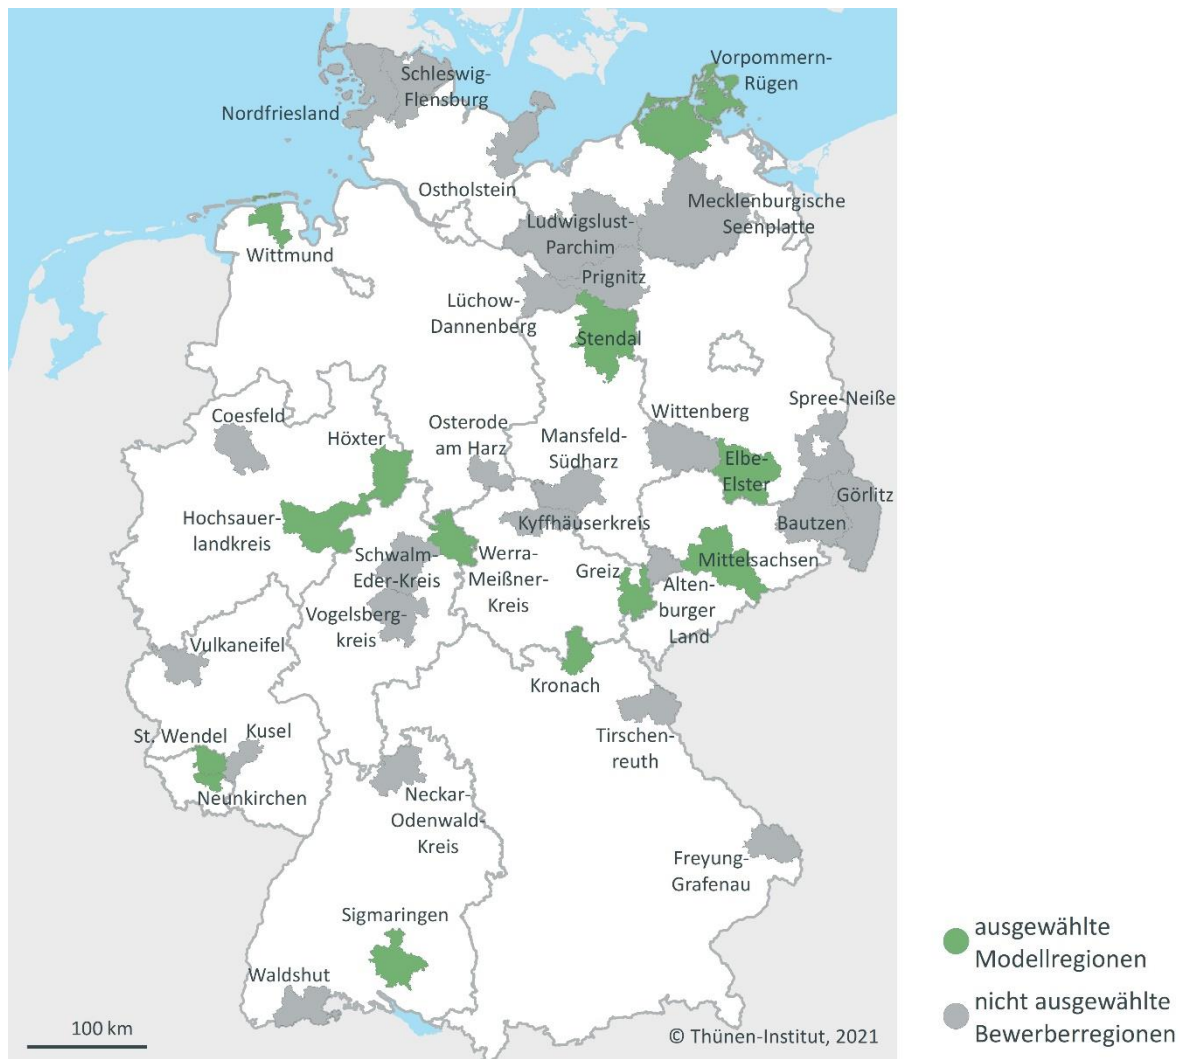 Vorpommern-
Rügen
Schleswig-
Flensburg
Nordfriesland
Ostholstein
Mecklenburgische
Seenplatte
Ludwigslust-
Parchim
Wittmund
Prignitz
Lüchow-
Dannenberg
Stendal
Spree-Neiße
Coesfeld
Höxter
Osterode
am Harz
Mansfeld-
Südharz
Wittenberg
Elbe-
Elster
Görlitz
Hochsauer-
landkreis
Kyffhäuserkreis
Bautzen
Schwalm-
Eder-Kreis
Werra-
Meißner-
Kreis
Greiz
Mittelsachsen
Alten-
burger
Land
Vogelsberg-
kreis
Vulkaneifel
Kronach
St. Wendel
Kusel
Tirschen-
reuth
Neunkirchen
Neckar-
Odenwald-
Kreis
Freyung-
Grafenau
Sigmaringen
Waldshut
100 km
© Thünen-Institut, 2021
ausgewählte
Modellregionen
nicht ausgewählte
Bewerberregionen